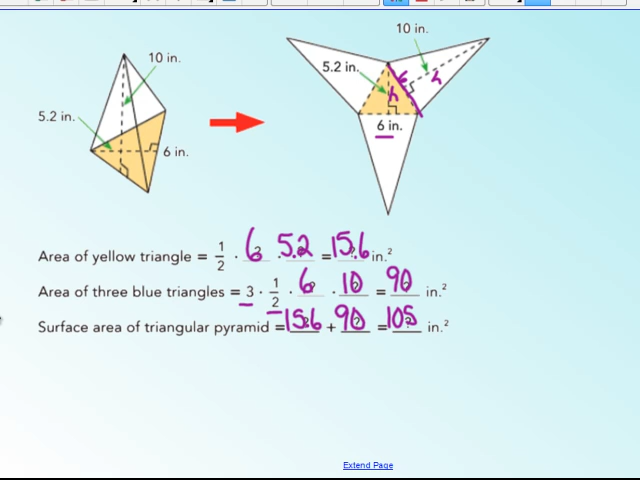 10 in.
5.2 in.
6 in.
10 in.
5.2 in.
6 h
h
6 in.
Area of yellow triangle = 1/2 · 6 · 5.2 = 15.6 in.²
Area of three blue triangles = 3 · 1/2 · 6 · 10 = 90 in.²
Surface area of triangular pyramid = 15.6 + 90 = 105 in.²
Extend Page